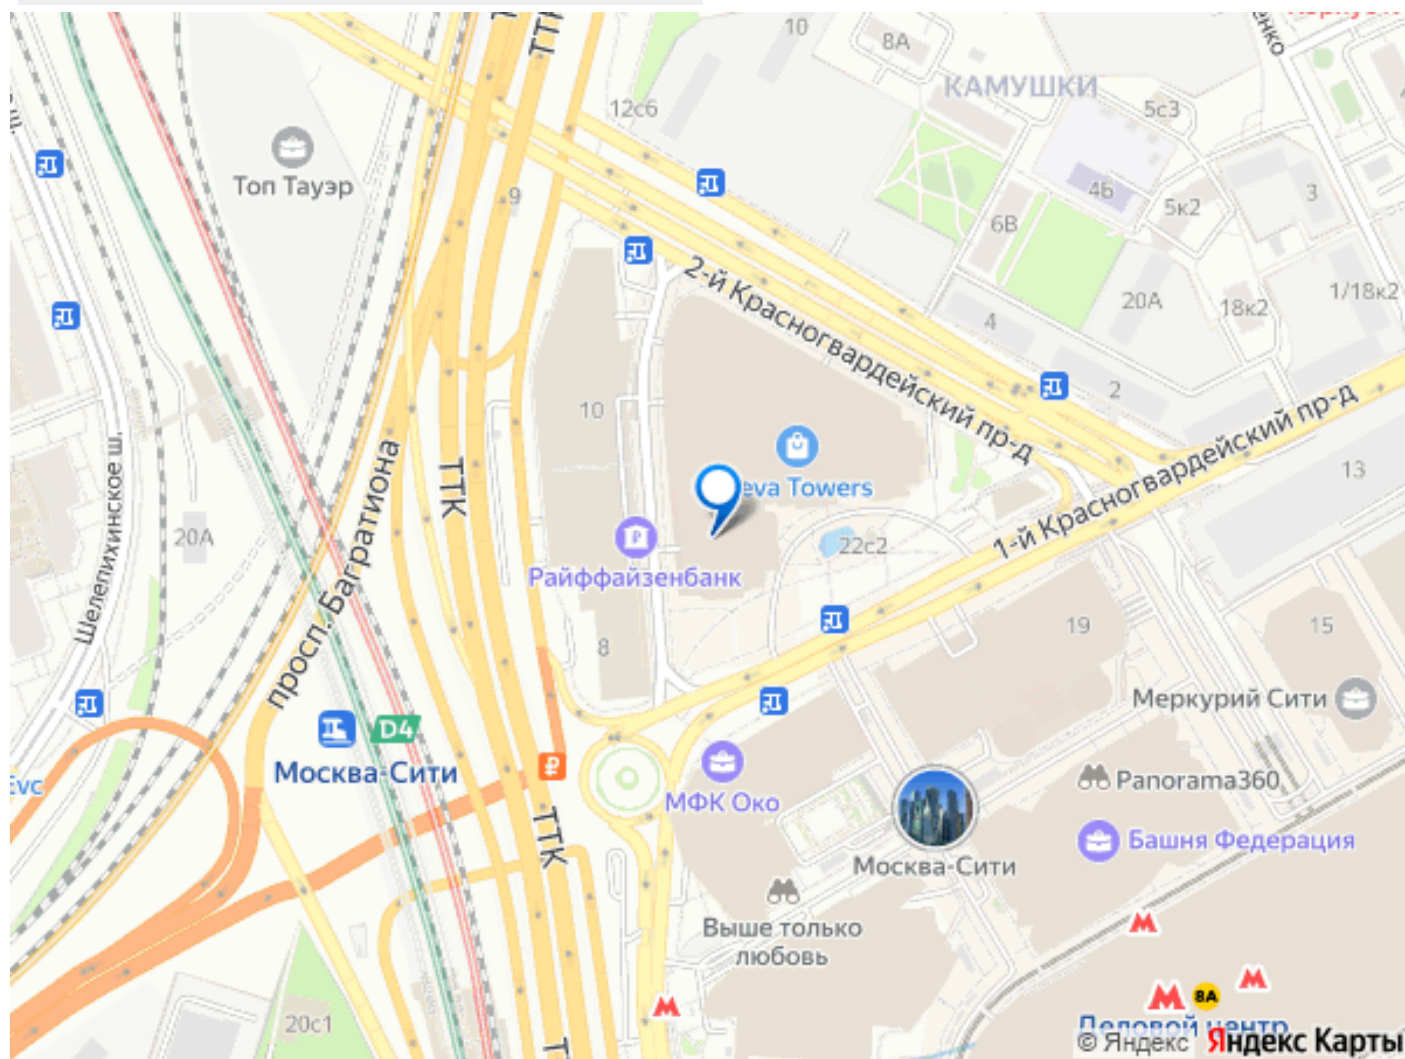 ТТК
10
8А
КАМУШКИ
12с6
5с3
Топ Тауэр
9
4Б
3
5к2
6В
2-й Красногвардейский пр-д
20А
1/18к2
18к2
4
2
10
1-й Красногвардейский пр-д
просп. Багратиона
ТТК
13
eva Towers
Шелепихинское ш.
20А
22с2
Райффайзенбанк
19
15
8
Меркурий Сити
D4
Москва-Сити
₽
Panorama360
МФК Око
ТТК
Башня Федерация
Москва-Сити
Выше только
любовь
8А
20с1
Деловой центр
© Яндекс Яндекс Карты